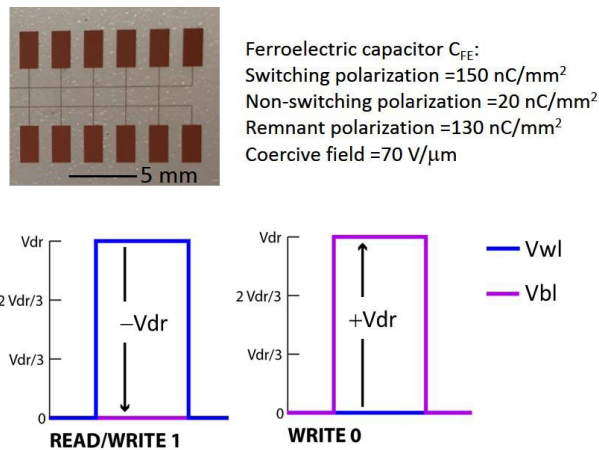 5 mm
Ferroelectric capacitor C_FE:
Switching polarization =150 nC/mm²
Non-switching polarization =20 nC/mm²
Remnant polarization =130 nC/mm²
Coercive field =70 V/μm
Vdr
2 Vdr/3
Vdr/3
0
−Vdr
READ/WRITE 1
Vdr
2 Vdr/3
Vdr/3
0
+Vdr
WRITE 0
Vwl
Vbl